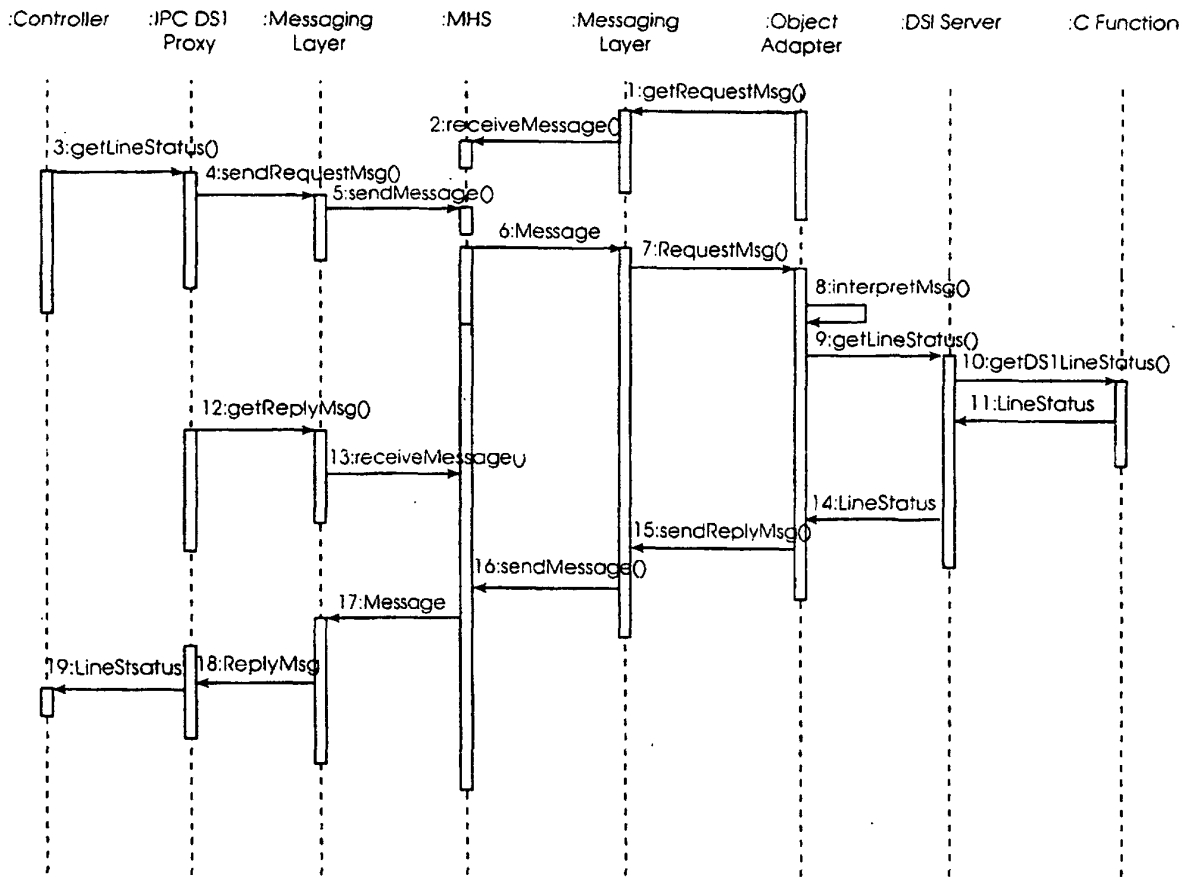 :Controller
:IPC DS1
Proxy
:Messaging
Layer
:MHS
:Messaging
Layer
:Object
Adapter
:DSI Server
:C Function
1:getRequestMsg()
2:receiveMessage()
3:getLineStatus()
4:sendRequestMsg()
5:sendMessage()
6:Message
7:RequestMsg()
8:interpretMsg()
9:getLineStatus()
10:getDS1LineStatus()
11:LineStatus
12:getReplyMsg()
13:receiveMessage()
14:LineStatus
15:sendReplyMsg()
16:sendMessage()
17:Message
19:LineStsatus
18:ReplyMsg